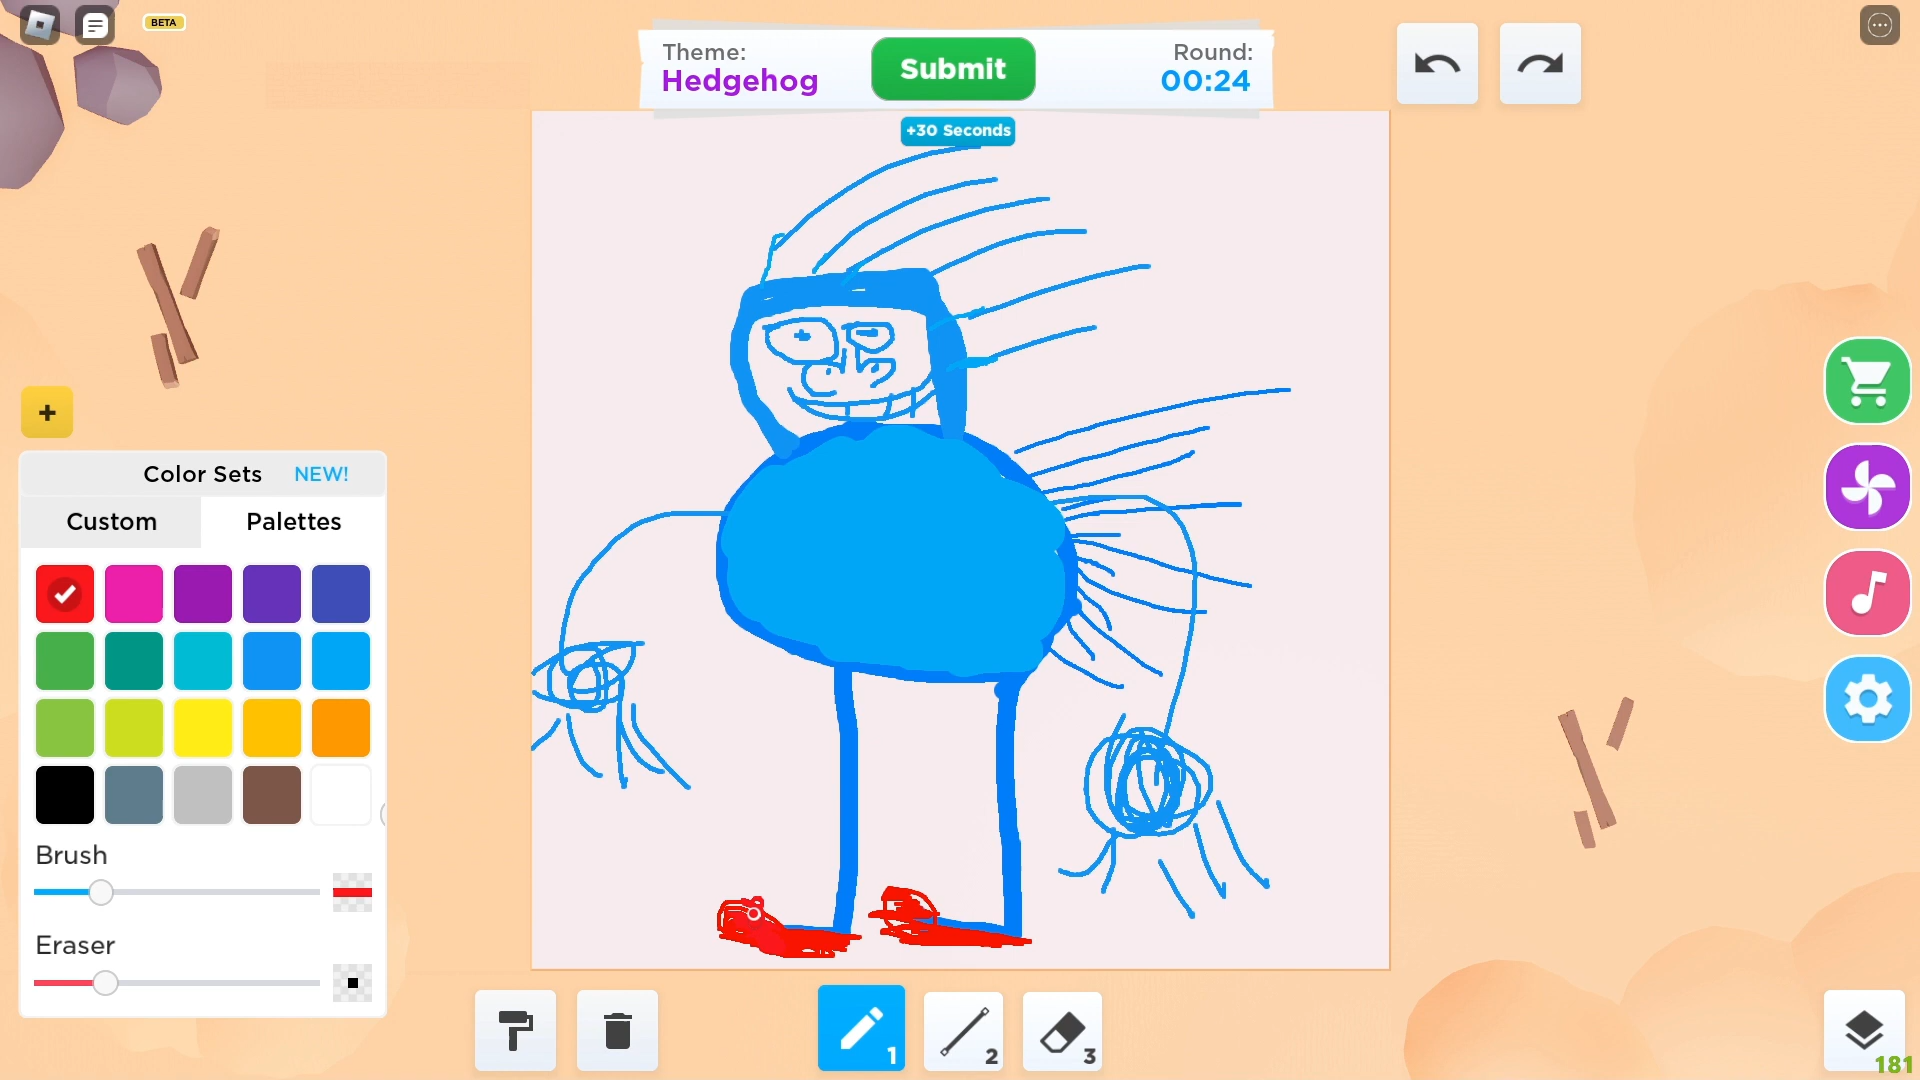 BETA
Theme:
Hedgehog
Submit
Round:
00:24
+30 Seconds
+
Color Sets NEW!
Custom Palettes
Brush
Eraser
1
2
3
181